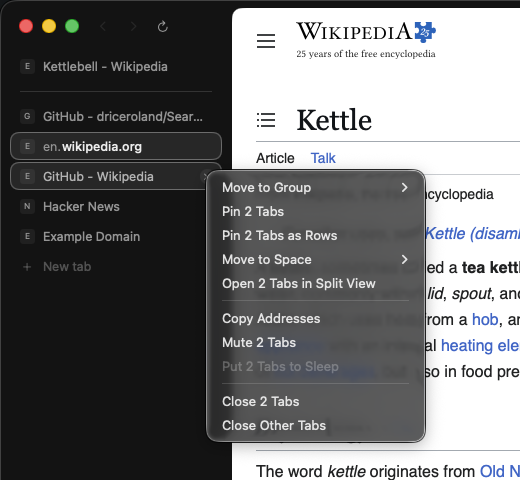 WIKIPEDIA 25
25 years of the free encyclopedia
E Kettlebell - Wikipedia
G GitHub - driceroland/Sear...
E en.wikipedia.org
E GitHub - Wikipedia
N Hacker News
E Example Domain
+ New tab
Kettle
Article Talk
Move to Group
Pin 2 Tabs
Pin 2 Tabs as Rows
Move to Space
Open 2 Tabs in Split View
Copy Addresses
Mute 2 Tabs
Put 2 Tabs to Sleep
Close 2 Tabs
Close Other Tabs
ncyclopedia
Kettle (disam
ed a tea kett
lid, spout, and
from a hob, ar
al heating ele
so in food pre
The word kettle originates from Old N